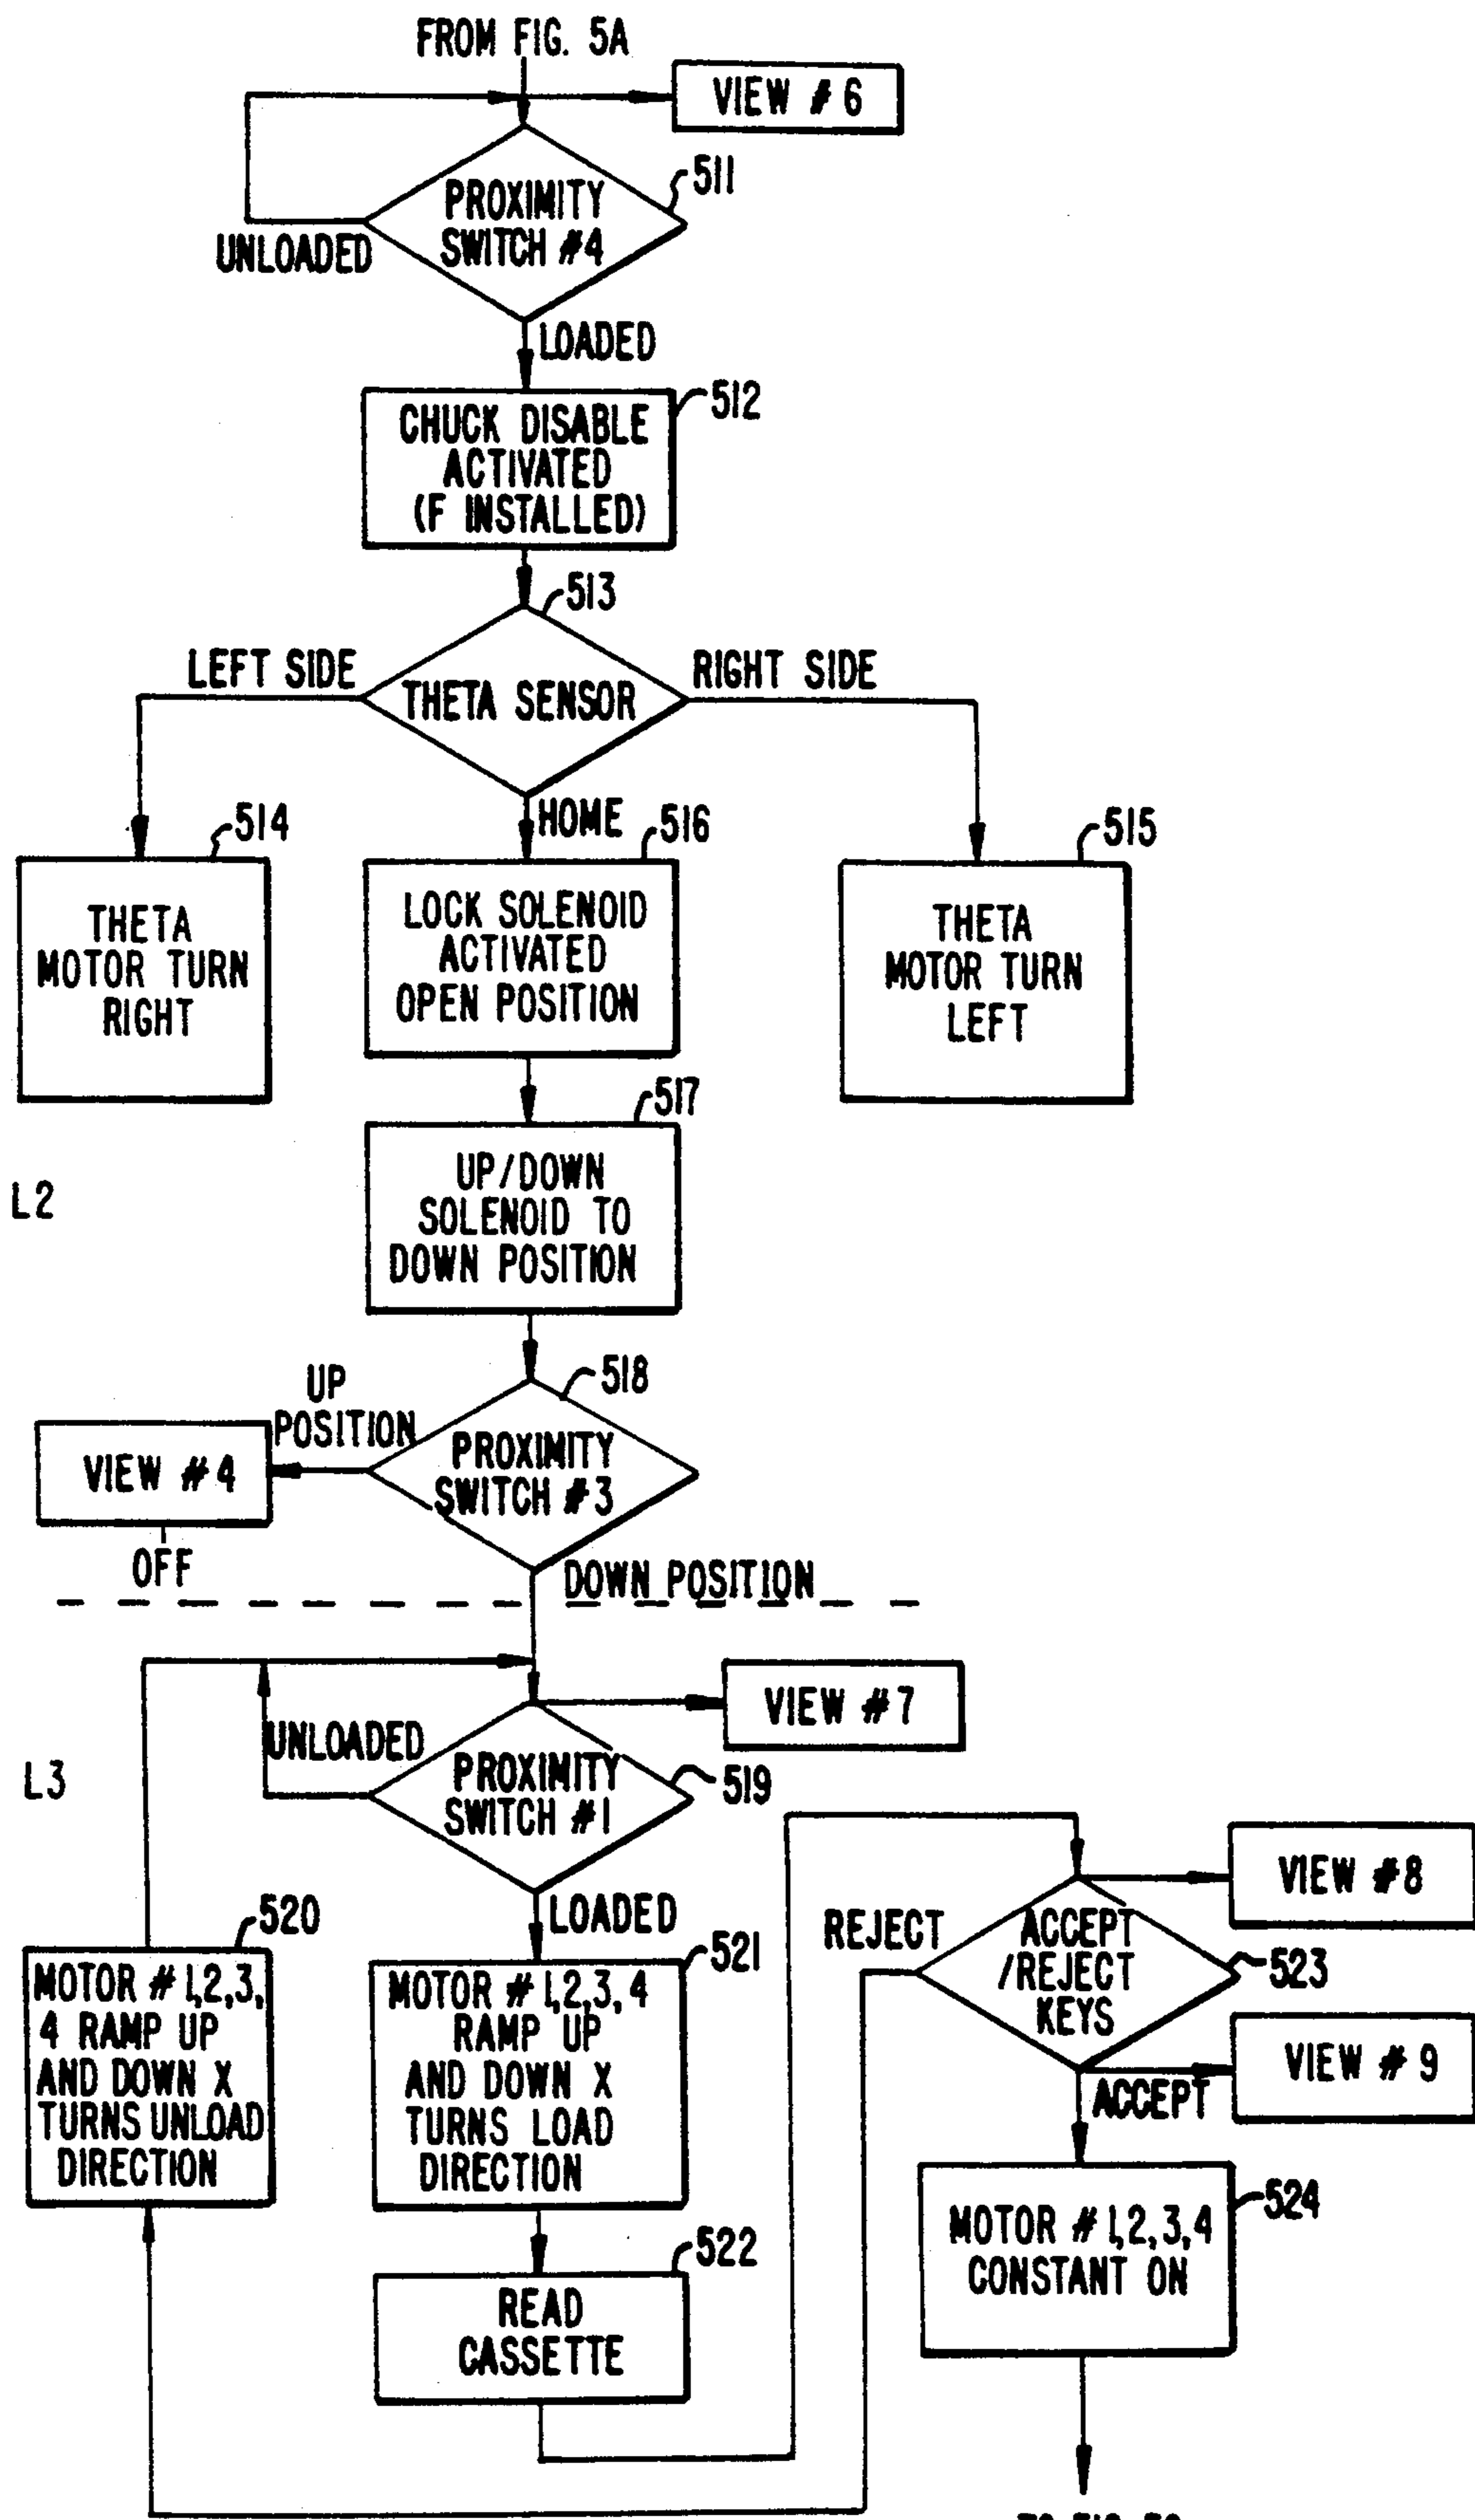 FROM FIG. 5A
VIEW # 6
511
PROXIMITY
SWITCH #4
UNLOADED
LOADED
512
CHUCK DISABLE
ACTIVATED
(F INSTALLED)
513
LEFT SIDE
THETA SENSOR
RIGHT SIDE
514
THETA
MOTOR TURN
RIGHT
HOME
516
LOCK SOLENOID
ACTIVATED
OPEN POSITION
515
THETA
MOTOR TURN
LEFT
517
UP/DOWN
SOLENOID TO
DOWN POSITION
L2
518
UP
POSITION
PROXIMITY
SWITCH #3
VIEW #4
OFF
DOWN POSITION
VIEW #7
UNLOADED
PROXIMITY
SWITCH #1
519
L3
LOADED
520
MOTOR # 1,2,3,
4 RAMP UP
AND DOWN X
TURNS UNLOAD
DIRECTION
521
MOTOR # 1,2,3,4
RAMP UP
AND DOWN X
TURNS LOAD
DIRECTION
522
READ
CASSETTE
VIEW #8
REJECT
ACCEPT
/REJECT
KEYS
523
VIEW # 9
ACCEPT
524
MOTOR # 1,2,3,4
CONSTANT ON